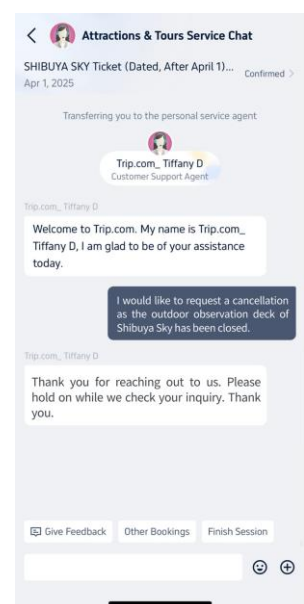 Attractions & Tours Service Chat
SHIBUYA SKY Ticket (Dated, After April 1)...
Confirmed >
Apr 1, 2025
Transferring you to the personal service agent
Trip.com_ Tiffany D
Customer Support Agent
Trip.com_ Tiffany D
Welcome to Trip.com. My name is Trip.com_
Tiffany D, I am glad to be of your assistance
today.
I would like to request a cancellation
as the outdoor observation deck of
Shibuya Sky has been closed.
Trip.com_ Tiffany D
Thank you for reaching out to us. Please
hold on while we check your inquiry. Thank
you.
Give Feedback
Other Bookings
Finish Session